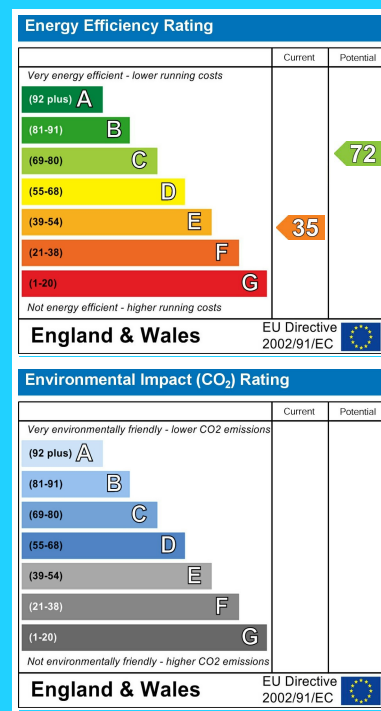 Energy Efficiency Rating
Current Potential
Very energy efficient - lower running costs
(92 plus) A
(81-91) B
(69-80) C
72
(55-68) D
(39-54) E
35
(21-38) F
(1-20) G
Not energy efficient - higher running costs
England & Wales
EU Directive
2002/91/EC
Environmental Impact (CO₂) Rating
Current Potential
Very environmentally friendly - lower CO2 emissions
(92 plus) A
(81-91) B
(69-80) C
(55-68) D
(39-54) E
(21-38) F
(1-20) G
Not environmentally friendly - higher CO2 emissions
England & Wales
EU Directive
2002/91/EC